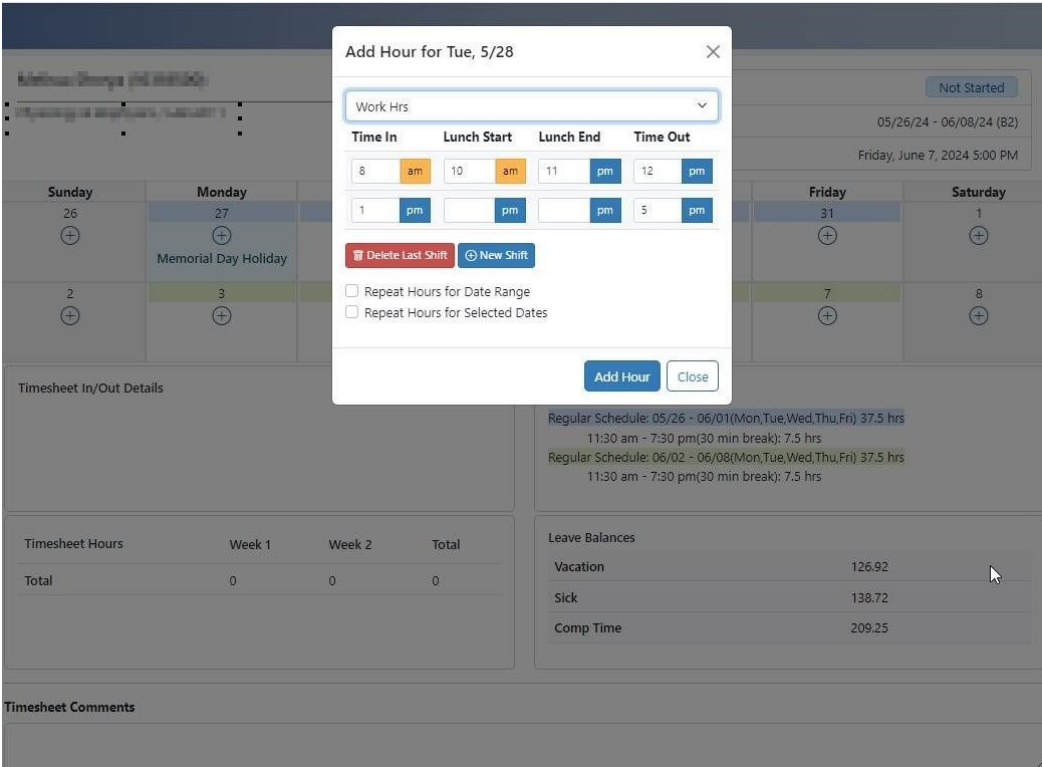 Add Hour for Tue, 5/28
Not Started
05/26/24 - 06/08/24 (B2)
Friday, June 7, 2024 5:00 PM
Work Hrs
Time In Lunch Start Lunch End Time Out
8 am 10 am 11 pm 12 pm
1 pm pm pm 5 pm
Delete Last Shift New Shift
Repeat Hours for Date Range
Repeat Hours for Selected Dates
Add Hour Close
Sunday Monday Friday Saturday
26 27 31 1
Memorial Day Holiday
2 3 7 8
Timesheet In/Out Details
Regular Schedule: 05/26 - 06/01(Mon,Tue,Wed,Thu,Fri) 37.5 hrs
11:30 am - 7:30 pm(30 min break): 7.5 hrs
Regular Schedule: 06/02 - 06/08(Mon,Tue,Wed,Thu,Fri) 37.5 hrs
11:30 am - 7:30 pm(30 min break): 7.5 hrs
Timesheet Hours Week 1 Week 2 Total
Total 0 0 0
Leave Balances
Vacation 126.92
Sick 138.72
Comp Time 209.25
Timesheet Comments